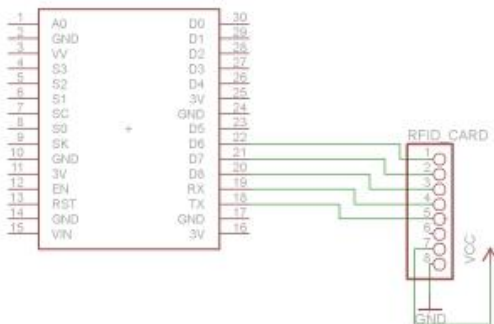 1 A0 D0 30
2 GND D1 29
3 VV D2 28
4 S3 D3 27
5 S2 D4 26
6 S1 3V 25
7 SC GND 24
8 S0 D5 23
9 SK D6 22
10 GND D7 21
11 3V D8 20
12 EN RX 19
13 RST TX 18
14 GND GND 17
15 VIN 3V 16
RFID_CARD
1
2
3
4
5
6
7
8
VCC
GND